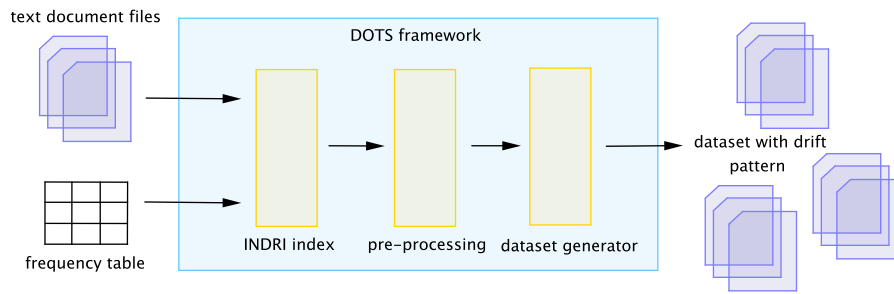 text document files
DOTS framework
dataset with drift
pattern
INDRI index
pre-processing
dataset generator
frequency table